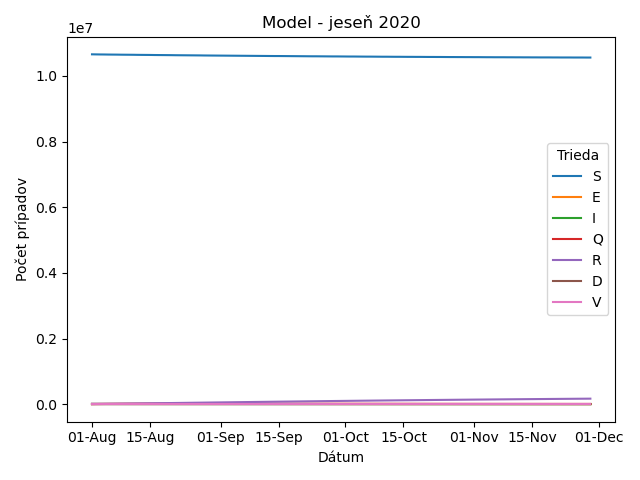 Model - jeseň 2020
1e7
1.0
0.8
0.6
0.4
0.2
0.0
Počet prípadov
Trieda
S
E
I
Q
R
D
V
01-Aug 15-Aug 01-Sep 15-Sep 01-Oct 15-Oct 01-Nov 15-Nov 01-Dec
Dátum